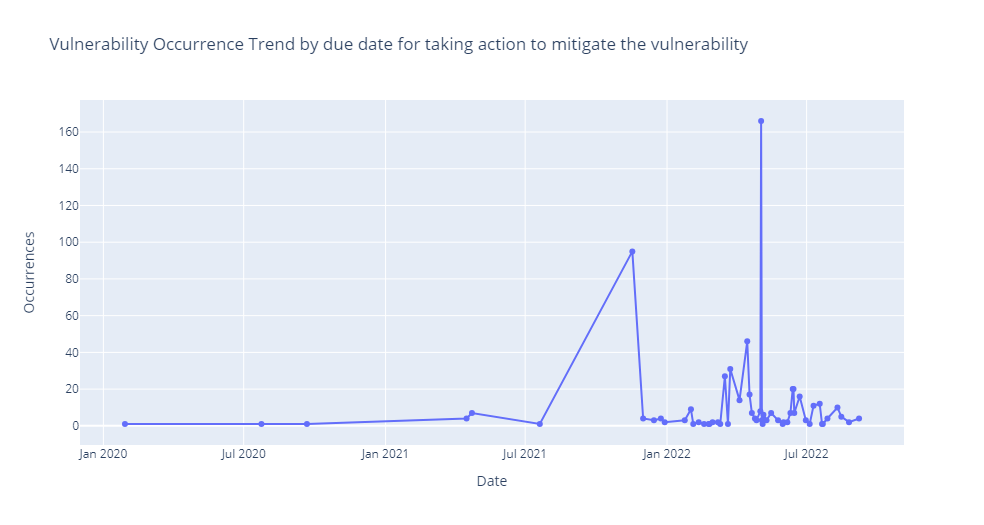 Vulnerability Occurrence Trend by due date for taking action to mitigate the vulnerability
160
140
120
100
80
60
40
20
0
Occurrences
Jan 2020 Jul 2020 Jan 2021 Jul 2021 Jan 2022 Jul 2022
Date